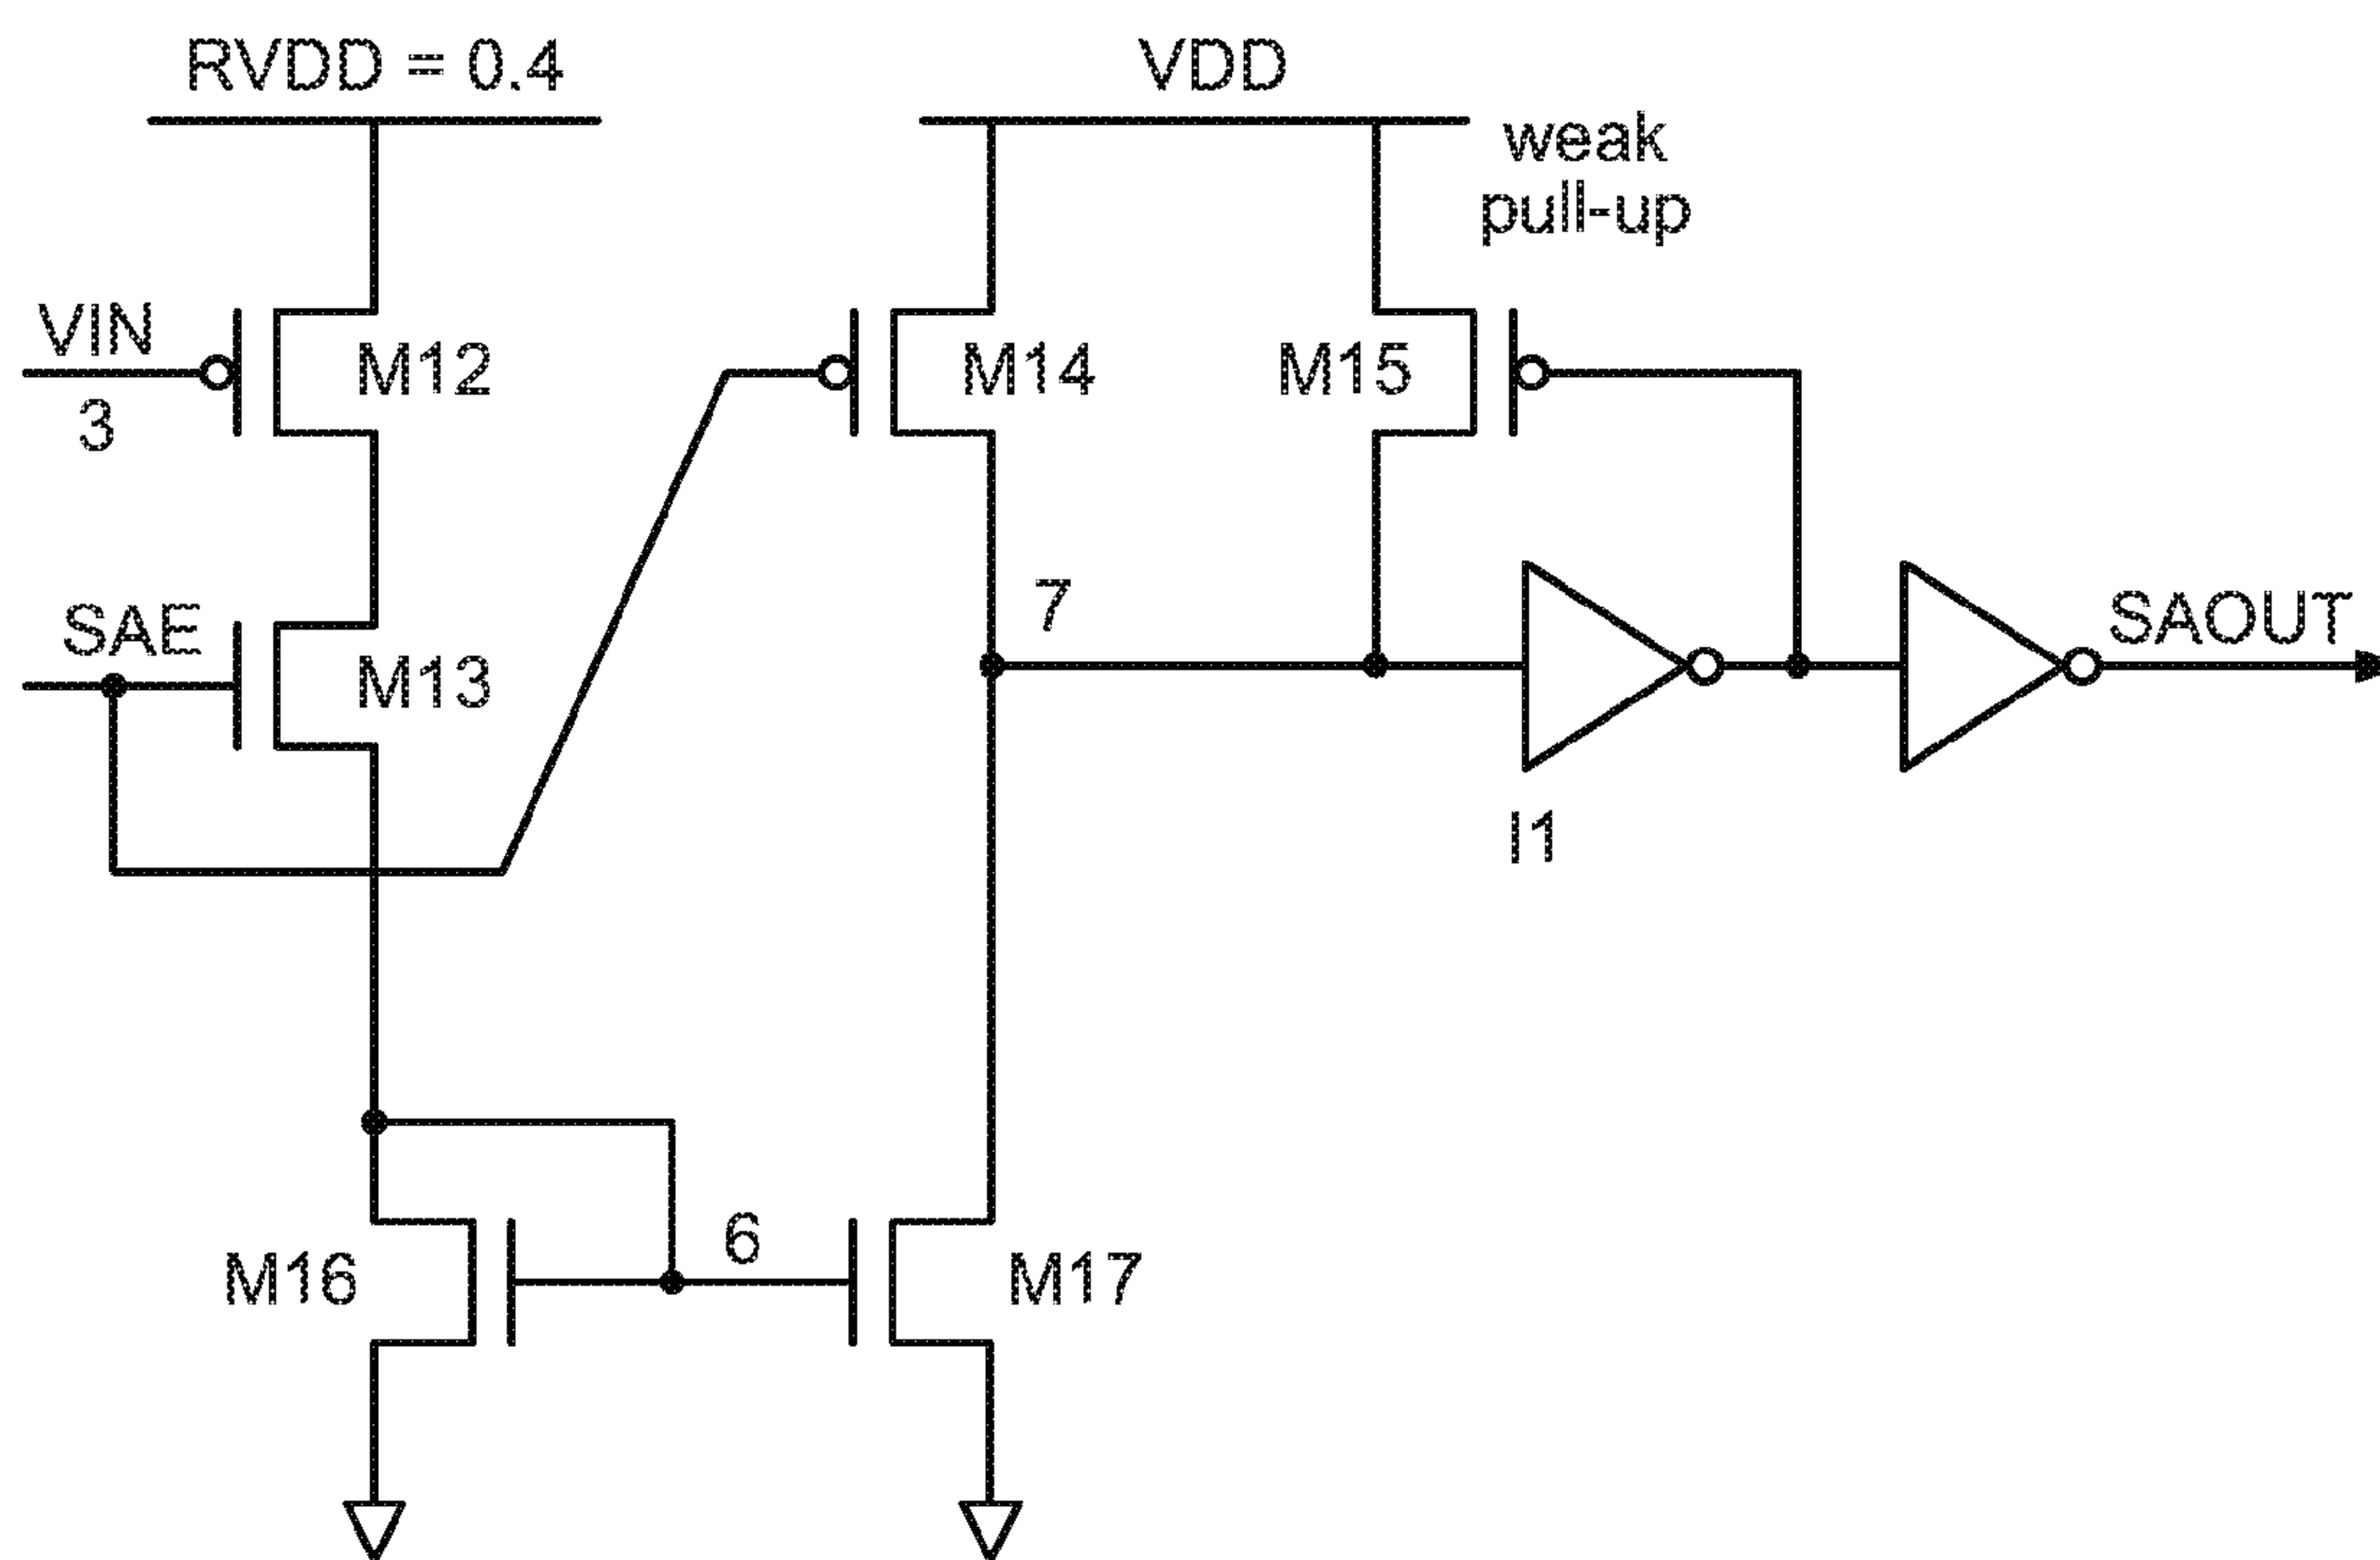 RVDD = 0.4
VDD
weak
pull-up
VIN
3
M12
M14
M15
SAE
M13
7
SAOUT
I1
M16
6
M17